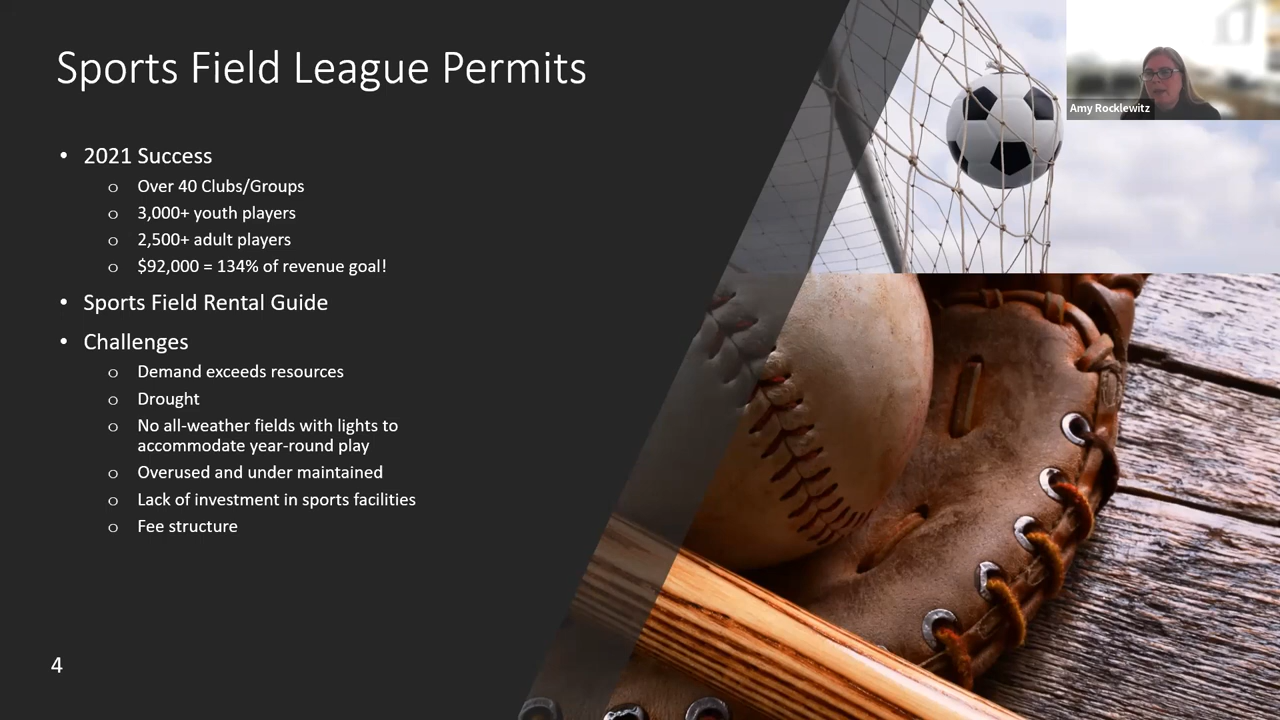 Sports Field League Permits
Amy Rocklewitz
• 2021 Success
o Over 40 Clubs/Groups
o 3,000+ youth players
o 2,500+ adult players
o $92,000 = 134% of revenue goal!
• Sports Field Rental Guide
• Challenges
o Demand exceeds resources
o Drought
o No all-weather fields with lights to
accommodate year-round play
o Overused and under maintained
o Lack of investment in sports facilities
o Fee structure
4